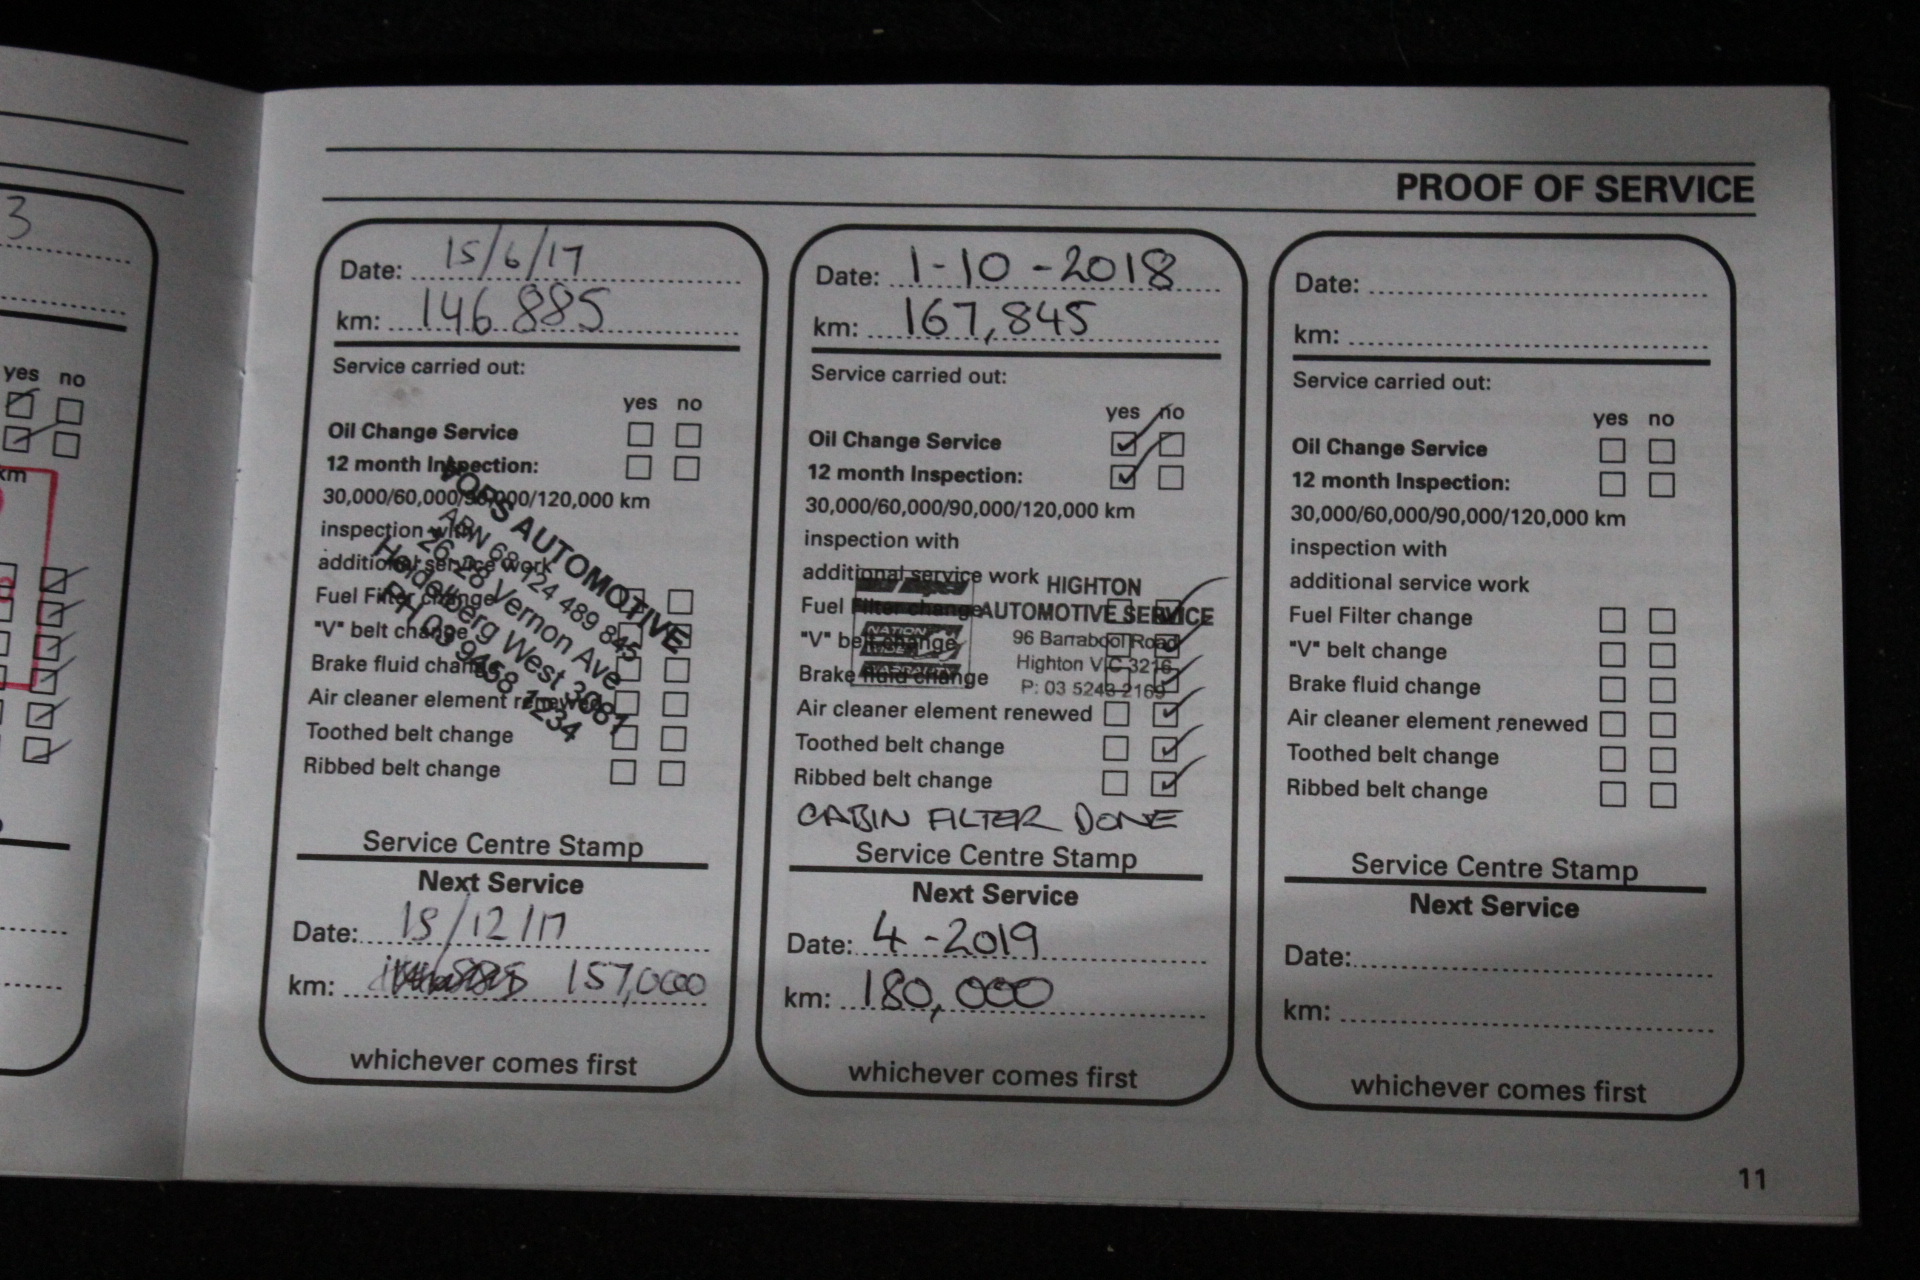 3
yes no
km
PROOF OF SERVICE
Date: 15/6/17
km: 146885
Service carried out:
yes no
Oil Change Service
12 month Inspection:
30,000/60,000/90,000/120,000 km
inspection with
additional service work
Fuel Filter change
"V" belt change
Brake fluid change
Air cleaner element renewed
Toothed belt change
Ribbed belt change
AUTOMOTIVE
ABN 68 124 489 845
26-28 Vernon Ave
Heidelberg West 3081
PH 03 9458 1234
Service Centre Stamp
Next Service
Date: 15/12/17
km: 157,000
whichever comes first
Date: 1-10-2018
km: 167,845
Service carried out:
yes no
Oil Change Service
12 month Inspection:
30,000/60,000/90,000/120,000 km
inspection with
additional service work
Fuel Filter change
"V" belt change
Brake fluid change
Air cleaner element renewed
Toothed belt change
Ribbed belt change
NATION
WIDE
WARRANTY
HIGHTON
AUTOMOTIVE SERVICE
96 Barrabool Road
Highton VIC 3216
P: 03 5243 2169
CABIN FILTER DONE
Service Centre Stamp
Next Service
Date: 4-2019
km: 180,000
whichever comes first
Date:
km:
Service carried out:
yes no
Oil Change Service
12 month Inspection:
30,000/60,000/90,000/120,000 km
inspection with
additional service work
Fuel Filter change
"V" belt change
Brake fluid change
Air cleaner element renewed
Toothed belt change
Ribbed belt change
Service Centre Stamp
Next Service
Date:
km:
whichever comes first
11